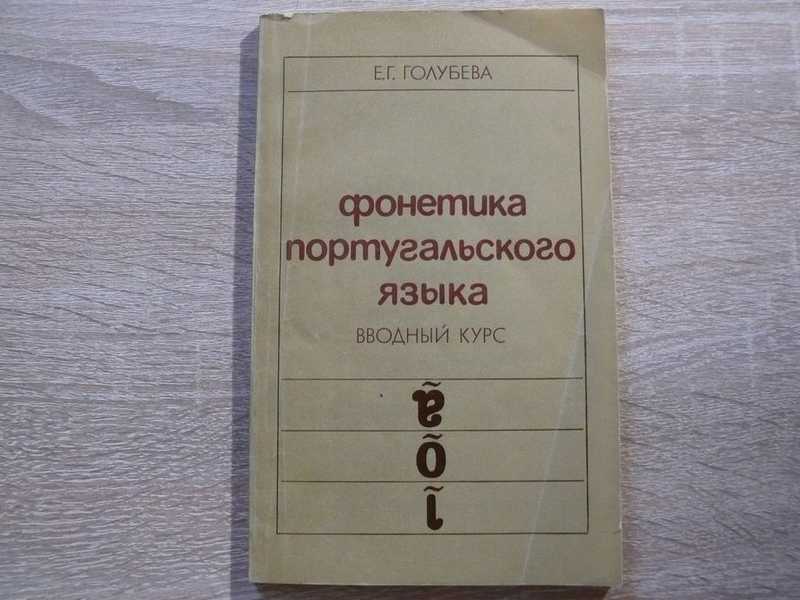 Е.Г. ГОЛУБЕВА
фонетика
португальского
языка
ВВОДНЫЙ КУРС
ɐ̃
õ
ĩ